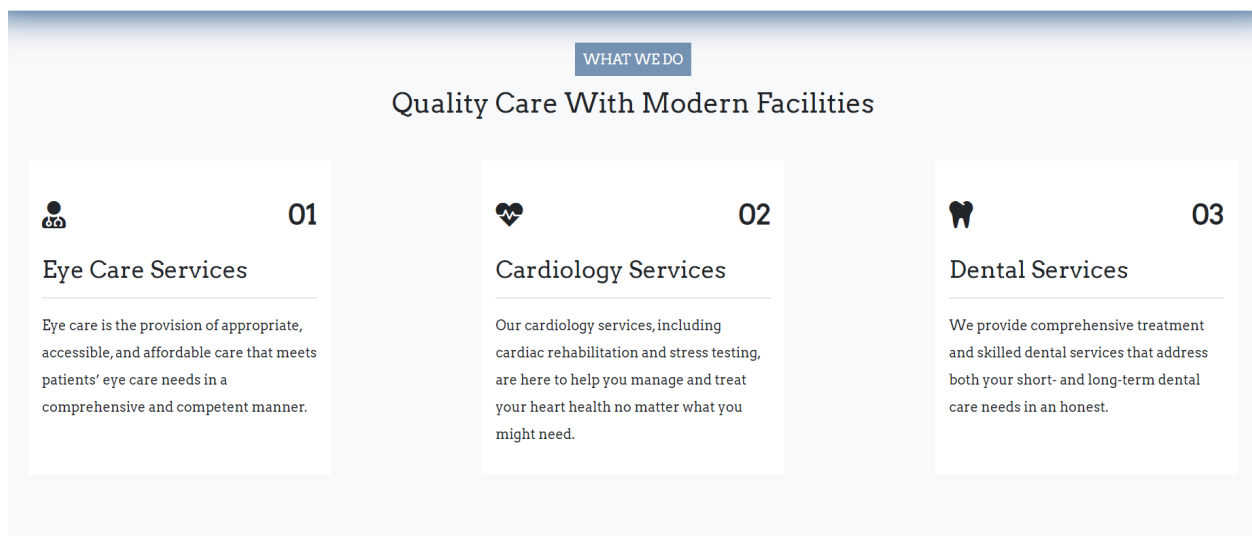 WHAT WE DO
Quality Care With Modern Facilities
01
Eye Care Services
Eye care is the provision of appropriate,
accessible, and affordable care that meets
patients’ eye care needs in a
comprehensive and competent manner.
02
Cardiology Services
Our cardiology services, including
cardiac rehabilitation and stress testing,
are here to help you manage and treat
your heart health no matter what you
might need.
03
Dental Services
We provide comprehensive treatment
and skilled dental services that address
both your short- and long-term dental
care needs in an honest.